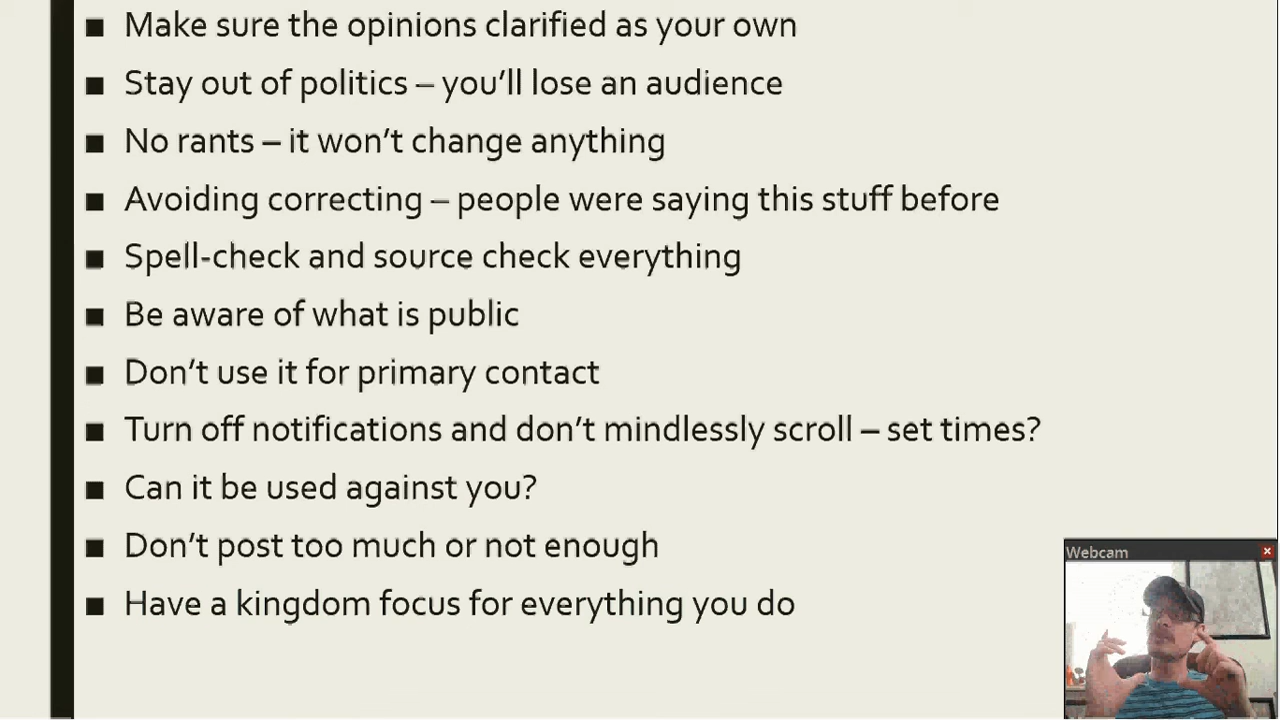 Make sure the opinions clarified as your own
Stay out of politics – you'll lose an audience
No rants – it won't change anything
Avoiding correcting – people were saying this stuff before
Spell-check and source check everything
Be aware of what is public
Don't use it for primary contact
Turn off notifications and don't mindlessly scroll – set times?
Can it be used against you?
Don't post too much or not enough
Have a kingdom focus for everything you do
Webcam